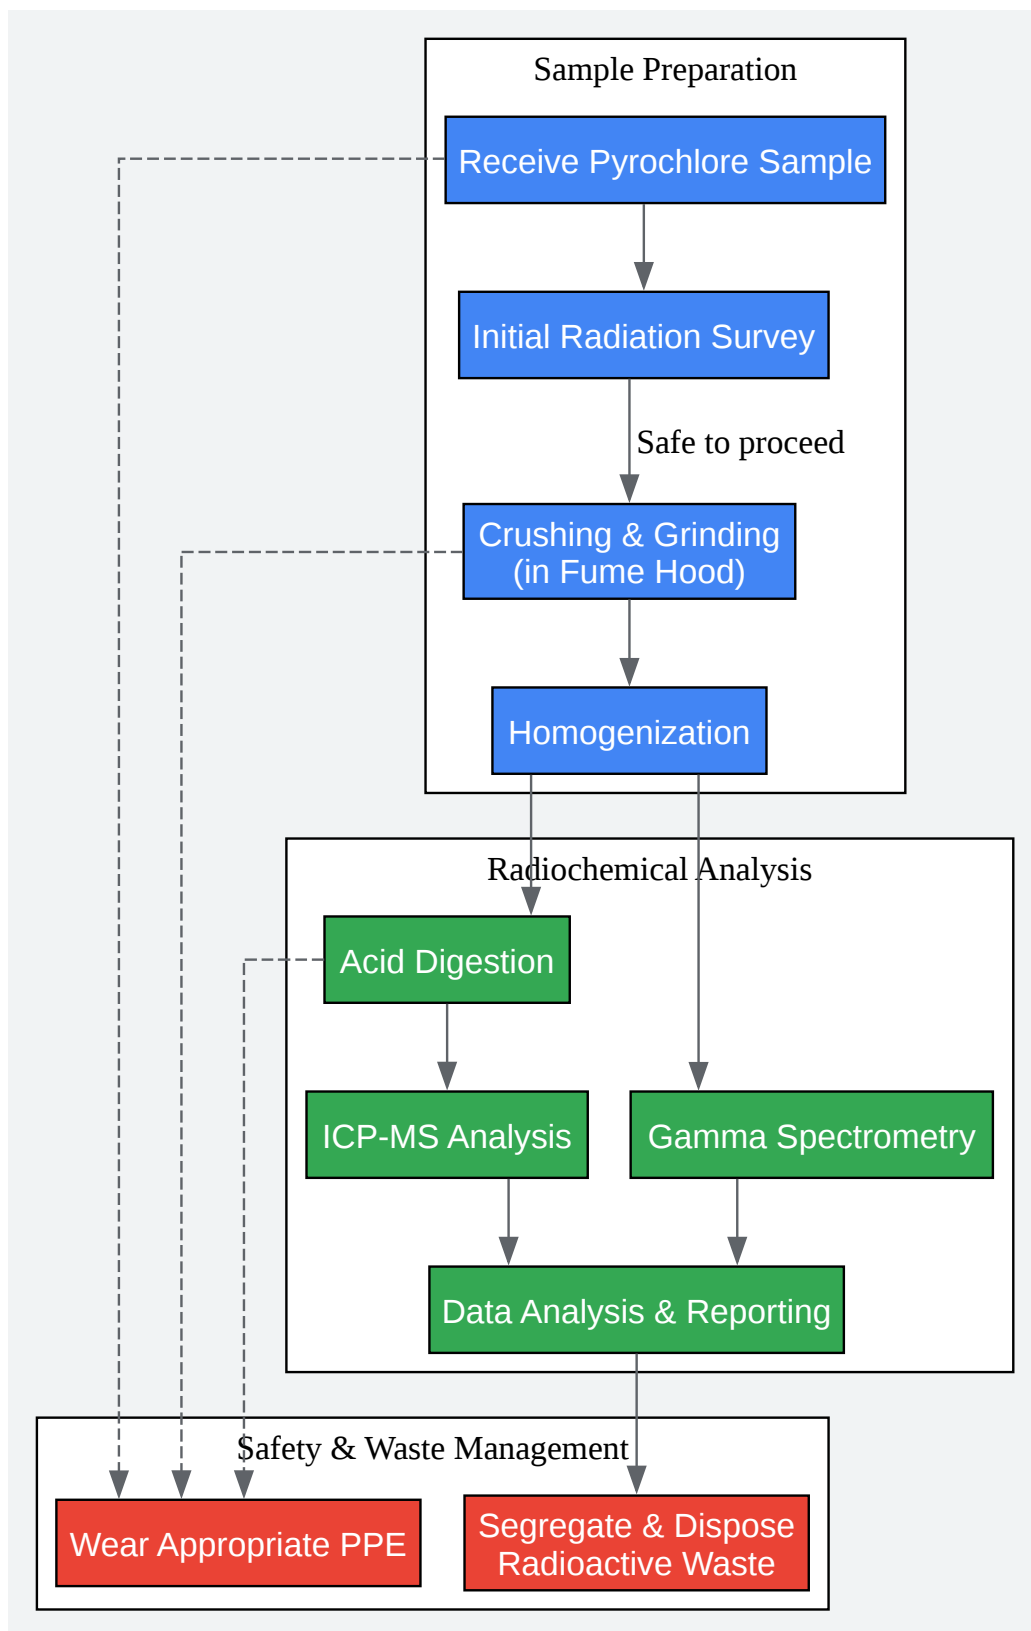 Sample Preparation
Receive Pyrochlore Sample
Initial Radiation Survey
Safe to proceed
Crushing & Grinding
(in Fume Hood)
Homogenization
Radiochemical Analysis
Acid Digestion
ICP-MS Analysis
Gamma Spectrometry
Data Analysis & Reporting
Safety & Waste Management
Wear Appropriate PPE
Segregate & Dispose
Radioactive Waste